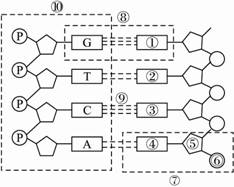 ⑩
⑧
P G ①
P T ②
⑨
P C ③
P A ④ ⑤
⑥
⑦